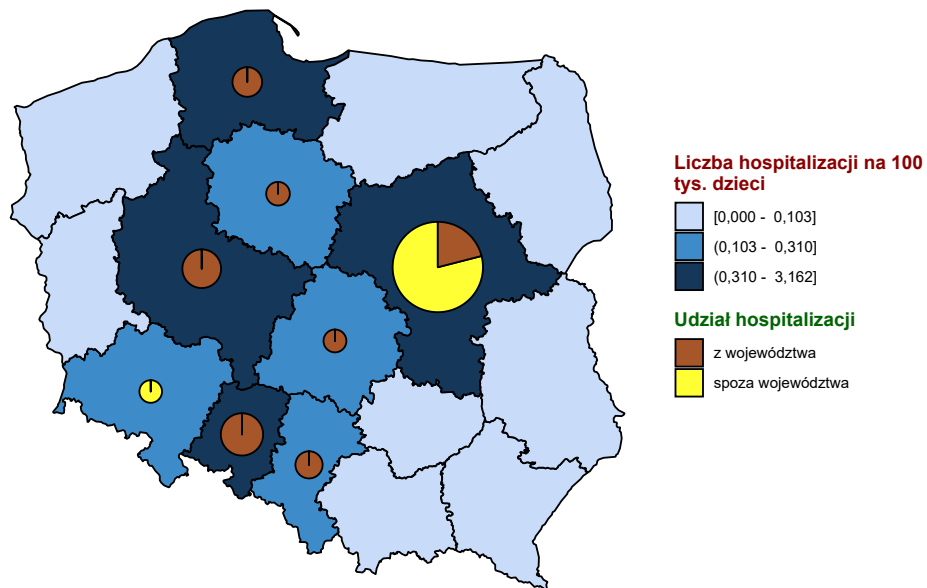 Liczba hospitalizacji na 100
tys. dzieci
[0,000 - 0,103]
(0,103 - 0,310]
(0,310 - 3,162]
Udział hospitalizacji
z województwa
spoza województwa